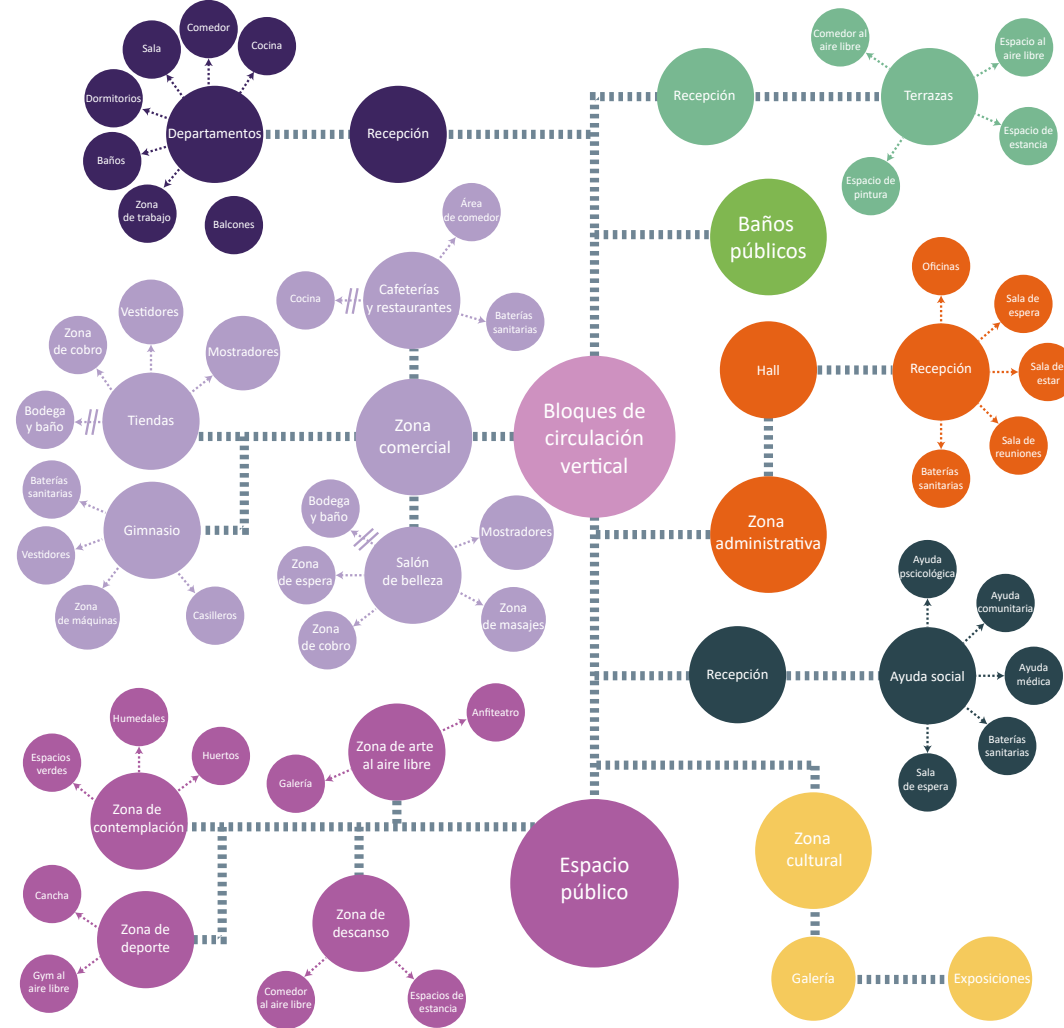 Comedor
Sala
Cocina
Dormitorios
Departamentos
Recepción
Baños
Zona
de trabajo
Balcones
Comedor al
aire libre
Espacio al
aire libre
Recepción
Terrazas
Espacio de
estancia
Espacio de
pintura
Baños
públicos
Área
de comedor
Cocina
Cafeterías
y restaurantes
Baterías
sanitarias
Vestidores
Zona
de cobro
Mostradores
Bodega
y baño
Tiendas
Zona
comercial
Bloques de
circulación
vertical
Baterías
sanitarias
Gimnasio
Vestidores
Zona
de máquinas
Casilleros
Bodega
y baño
Mostradores
Zona
de espera
Salón
de belleza
Zona
de cobro
Zona
de masajes
Oficinas
Sala de
espera
Hall
Recepción
Sala de
estar
Sala de
reuniones
Baterías
sanitarias
Zona
administrativa
Ayuda
pscicológica
Ayuda
comunitaria
Recepción
Ayuda social
Ayuda
médica
Baterías
sanitarias
Sala
de espera
Humedales
Espacios
verdes
Huertos
Zona de
contemplación
Anfiteatro
Zona de arte
al aire libre
Galería
Espacio
público
Cancha
Zona de
deporte
Gym al
aire libre
Zona de
descanso
Comedor
al aire libre
Espacios de
estancia
Zona
cultural
Galería
Exposiciones